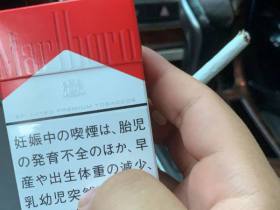 Marlboro
妊娠中の喫煙は、胎児
の発育不全のほか、早
産や出生体重の減少、
乳幼児突然